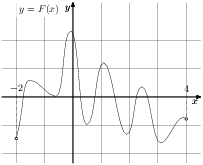 y = F(x) y
−2 4
x